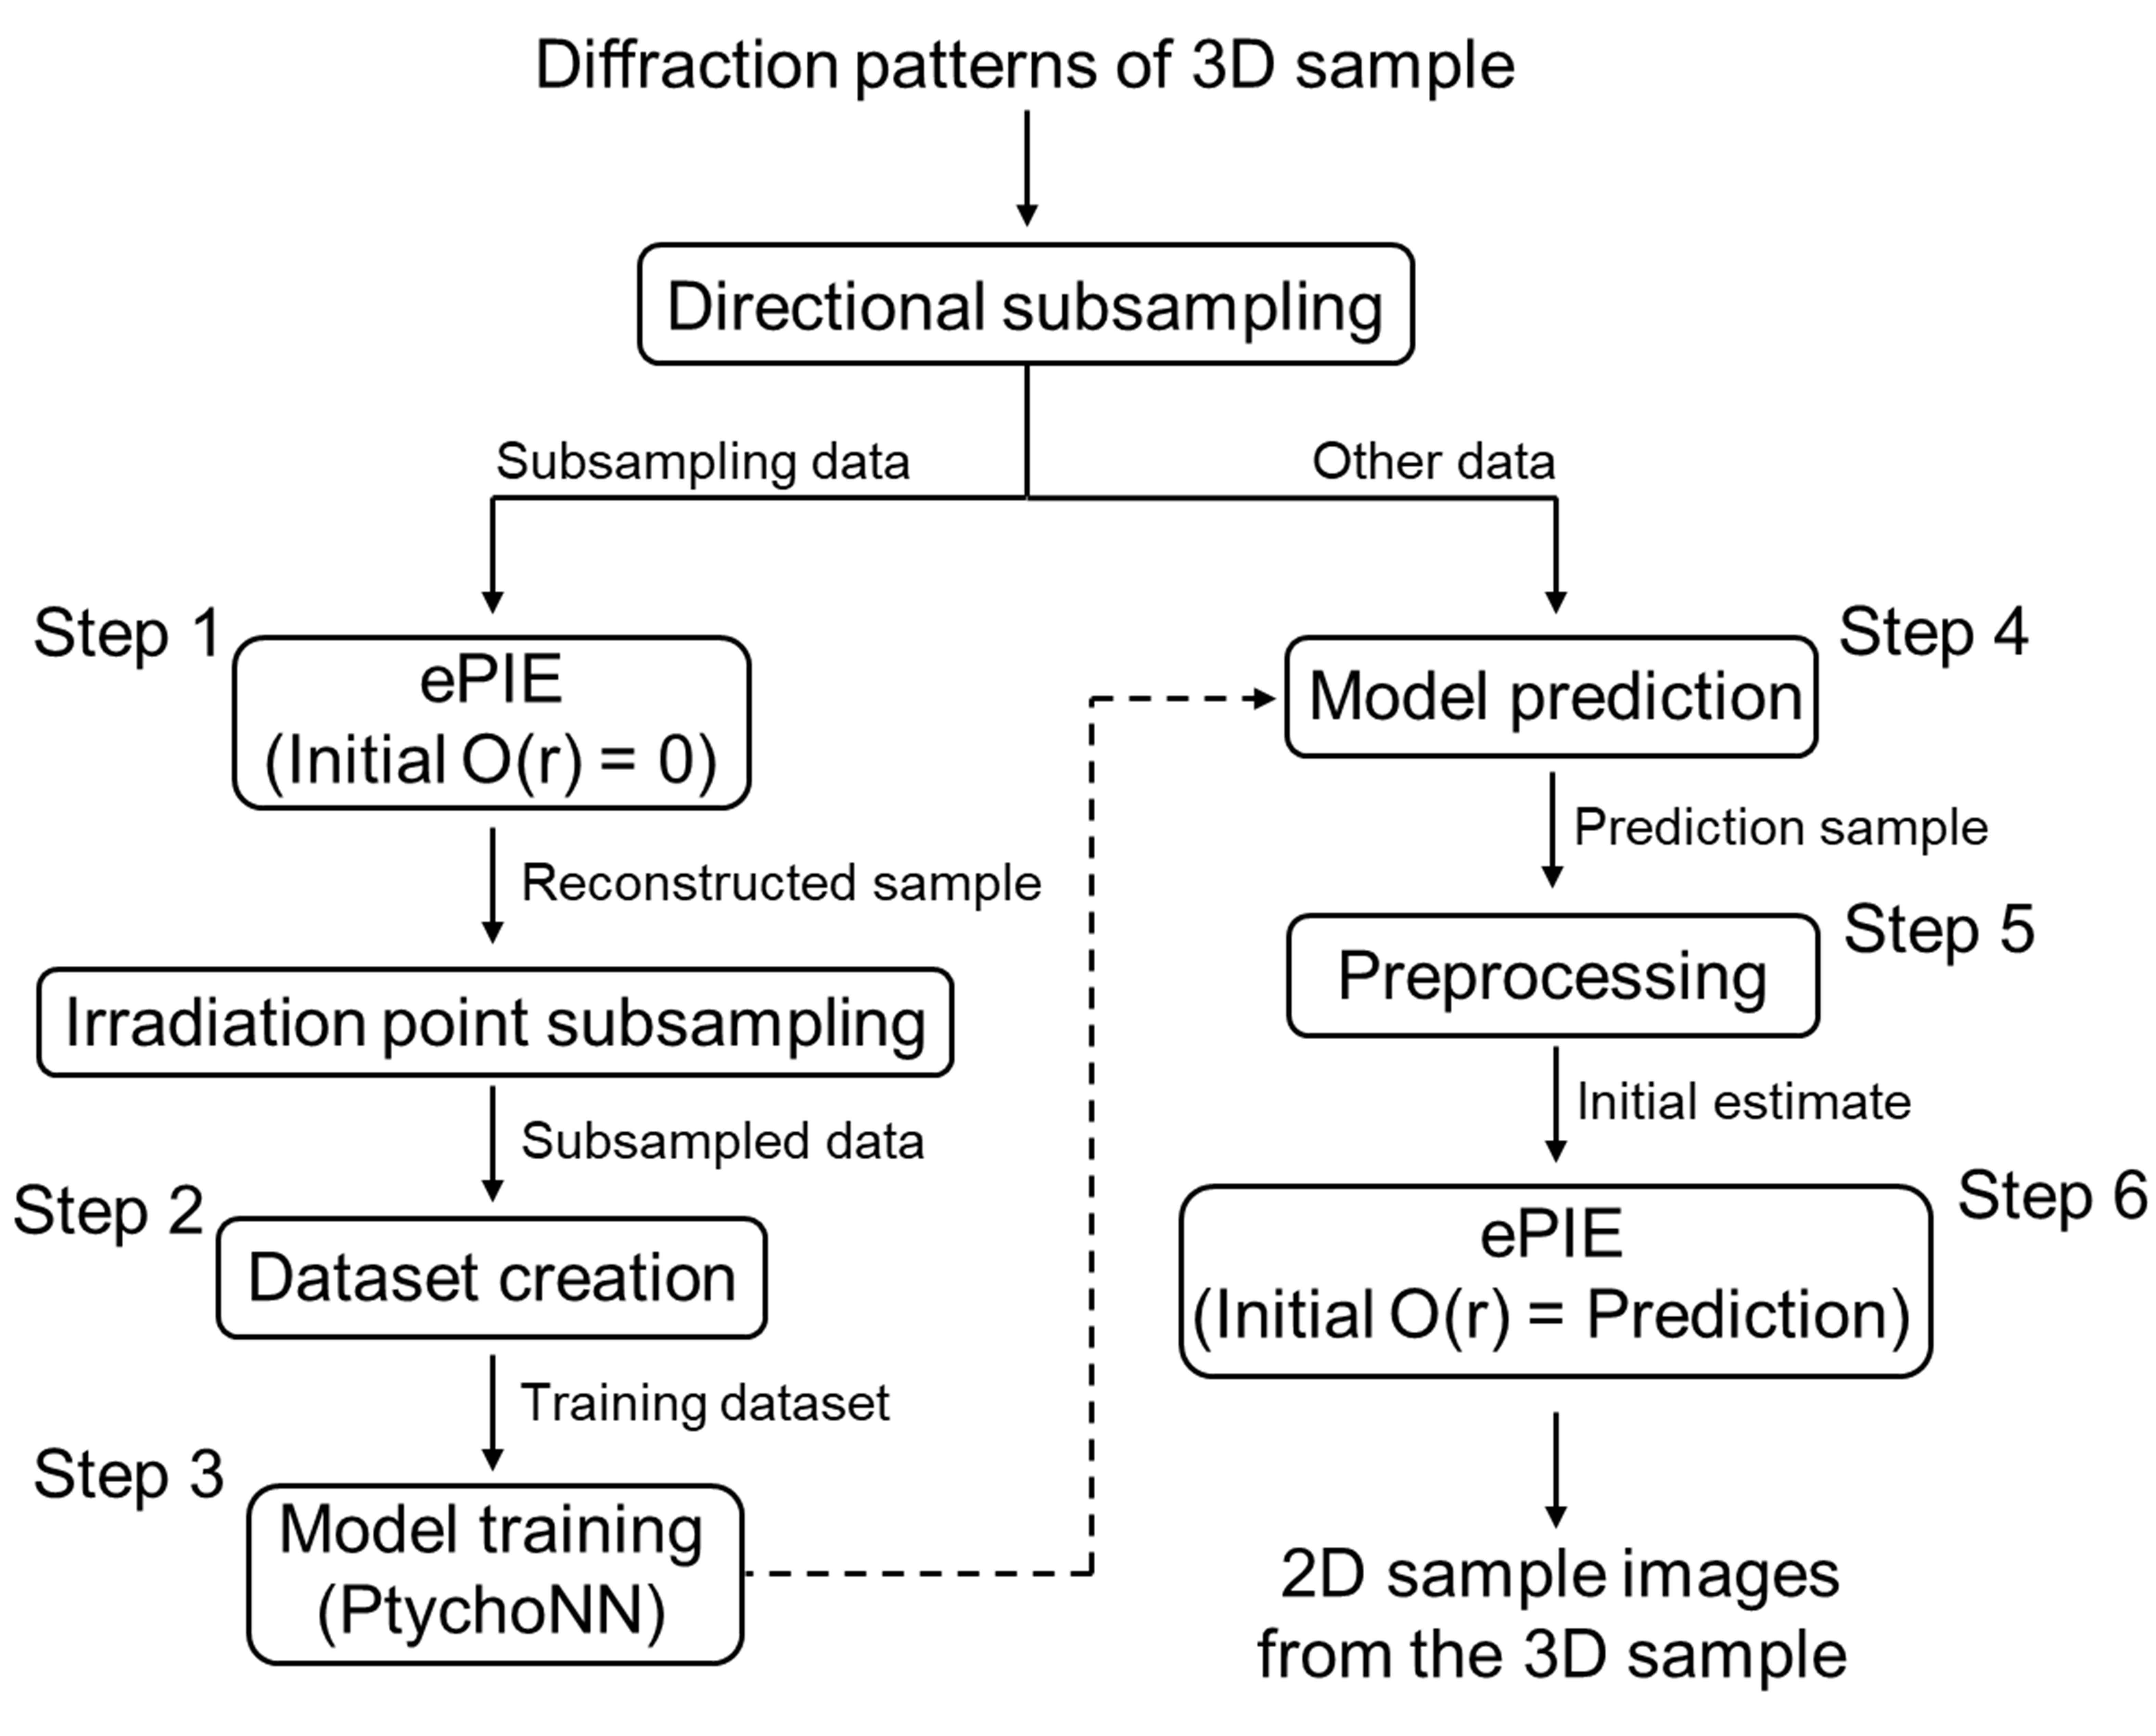 Diffraction patterns of 3D sample
Directional subsampling
Subsampling data
Other data
Step 1
ePIE
(Initial O(r) = 0)
Reconstructed sample
Irradiation point subsampling
Subsampled data
Step 2
Dataset creation
Training dataset
Step 3
Model training
(PtychoNN)
Step 4
Model prediction
Prediction sample
Step 5
Preprocessing
Initial estimate
Step 6
ePIE
(Initial O(r) = Prediction)
2D sample images
from the 3D sample